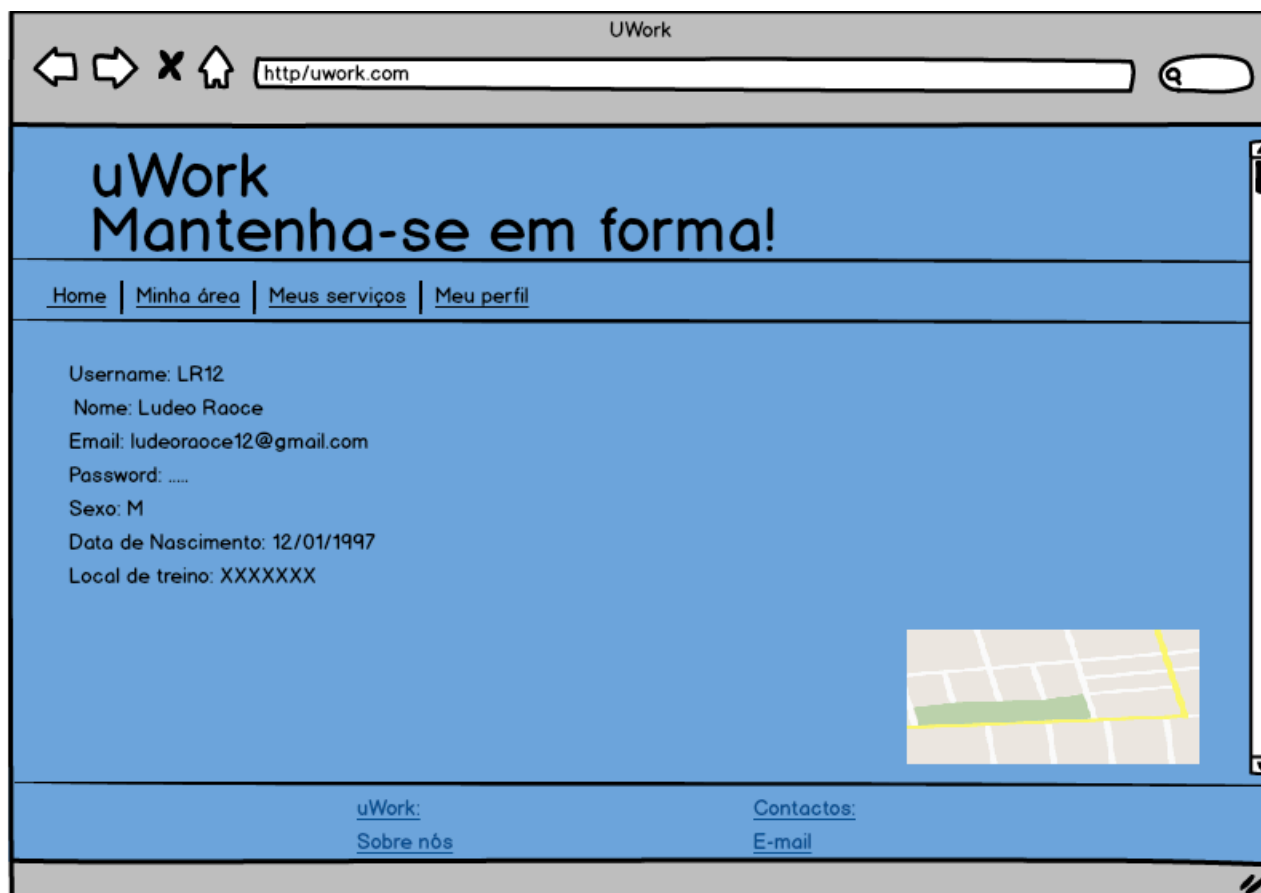 UWork
http/uwork.com
uWork
Mantenha-se em forma!
Home Minha área Meus serviços Meu perfil
Username: LR12
Nome: Ludeo Raoce
Email: ludeoraoce12@gmail.com
Password: .....
Sexo: M
Data de Nascimento: 12/01/1997
Local de treino: XXXXXXX
uWork: Contactos:
Sobre nós E-mail